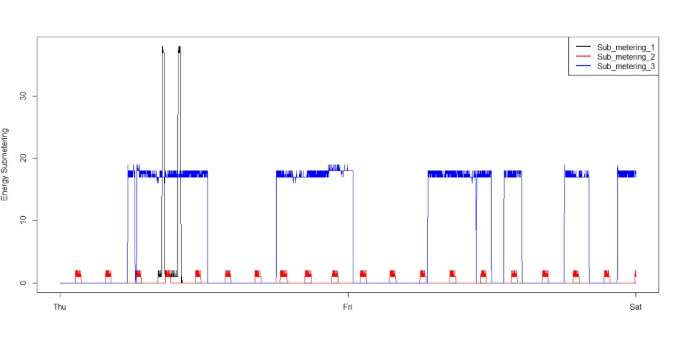 Sub_metering_1
Sub_metering_2
Sub_metering_3
Energy Submetering
30
20
10
0
Thu
Fri
Sat